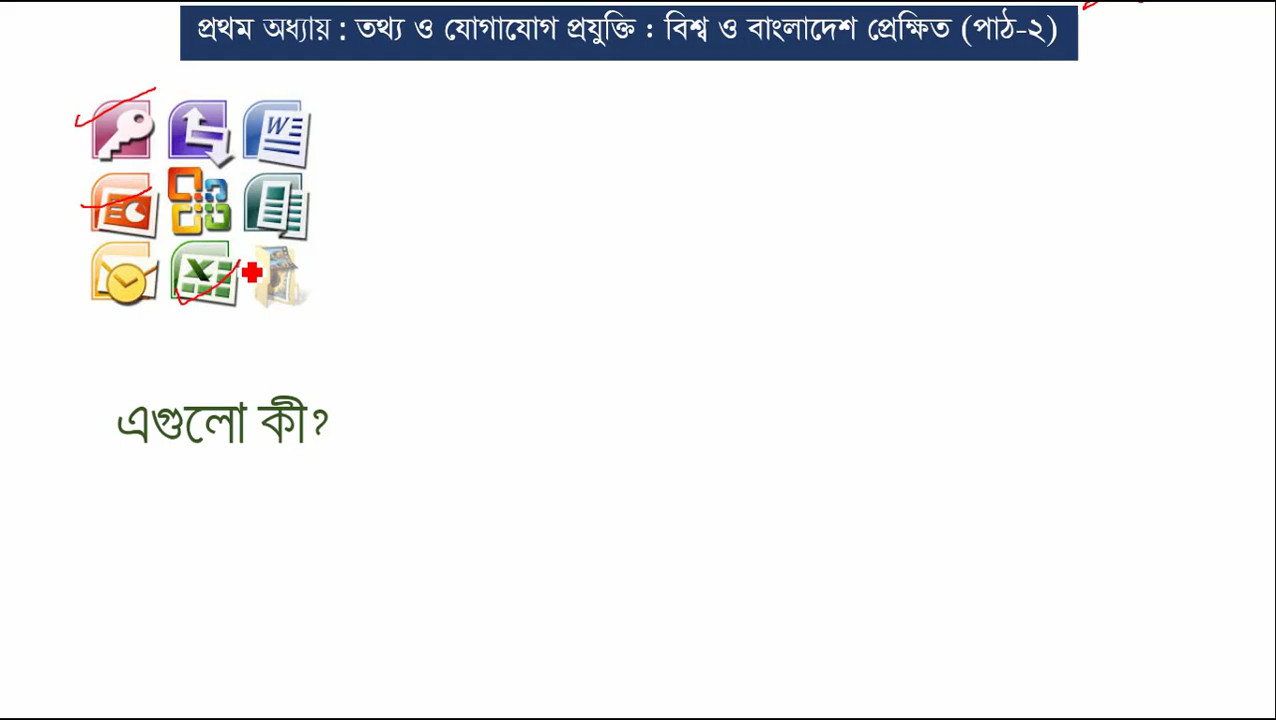 প্রথম অধ্যায় : তথ্য ও যোগাযোগ প্রযুক্তি : বিশ্ব ও বাংলাদেশ প্রেক্ষিত (পাঠ-২)
W
X
এগুলো কী?